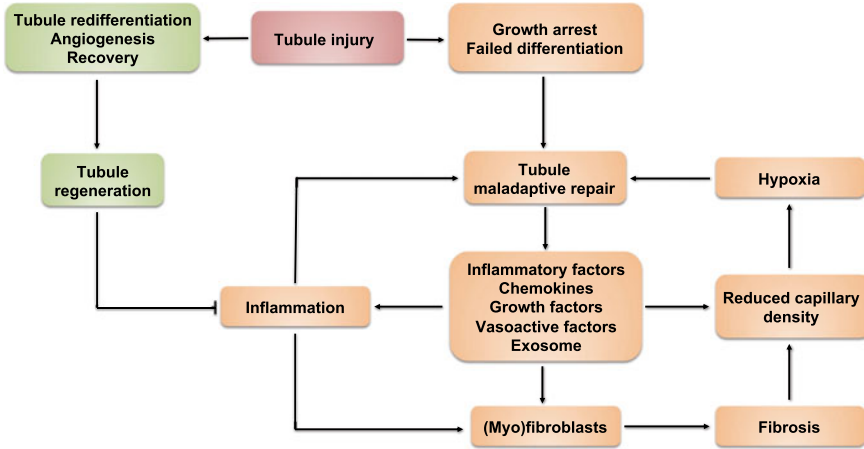 Tubule redifferentiation
Angiogenesis
Recovery
Tubule injury
Growth arrest
Failed differentiation
Tubule
regeneration
Tubule
maladaptive repair
Hypoxia
Inflammation
Inflammatory factors
Chemokines
Growth factors
Vasoactive factors
Exosome
Reduced capillary
density
(Myo)fibroblasts
Fibrosis